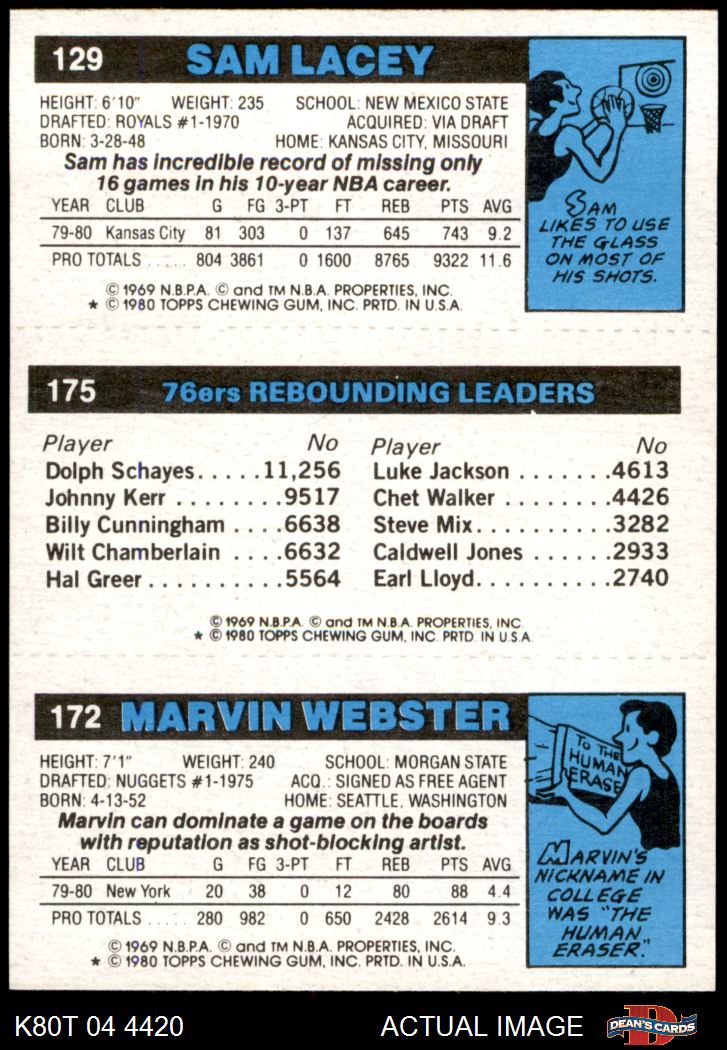 129 SAM LACEY
HEIGHT: 6'10" WEIGHT: 235 SCHOOL: NEW MEXICO STATE
DRAFTED: ROYALS #1-1970 ACQUIRED: VIA DRAFT
BORN: 3-28-48 HOME: KANSAS CITY, MISSOURI
Sam has incredible record of missing only
16 games in his 10-year NBA career.
YEAR CLUB G FG 3-PT FT REB PTS AVG
79-80 Kansas City 81 303 0 137 645 743 9.2
PRO TOTALS ..... 804 3861 0 1600 8765 9322 11.6
© 1969 N.B.P.A. © and TM N.B.A. PROPERTIES, INC.
* © 1980 TOPPS CHEWING GUM, INC. PRTD. IN U.S.A.
SAM
LIKES TO USE
THE GLASS
ON MOST OF
HIS SHOTS.
175 76ers REBOUNDING LEADERS
Player No Player No
Dolph Schayes.....11,256 Luke Jackson.......4613
Johnny Kerr........9517 Chet Walker........4426
Billy Cunningham....6638 Steve Mix..........3282
Wilt Chamberlain....6632 Caldwell Jones......2933
Hal Greer..........5564 Earl Lloyd..........2740
© 1969 N.B.P.A. © and TM N.B.A. PROPERTIES, INC.
* © 1980 TOPPS CHEWING GUM, INC. PRTD. IN U.S.A.
172 MARVIN WEBSTER
HEIGHT: 7'1" WEIGHT: 240 SCHOOL: MORGAN STATE
DRAFTED: NUGGETS #1-1975 ACQ.: SIGNED AS FREE AGENT
BORN: 4-13-52 HOME: SEATTLE, WASHINGTON
Marvin can dominate a game on the boards
with reputation as shot-blocking artist.
YEAR CLUB G FG 3-PT FT REB PTS AVG
79-80 New York 20 38 0 12 80 88 4.4
PRO TOTALS ..... 280 982 0 650 2428 2614 9.3
© 1969 N.B.P.A. © and TM N.B.A. PROPERTIES, INC.
* © 1980 TOPPS CHEWING GUM, INC. PRTD. IN U.S.A.
TO THE
HUMAN
ERASE
MARVIN'S
NICKNAME IN
COLLEGE
WAS "THE
HUMAN
ERASER."
K80T 04 4420 ACTUAL IMAGE D DEAN'S CARDS